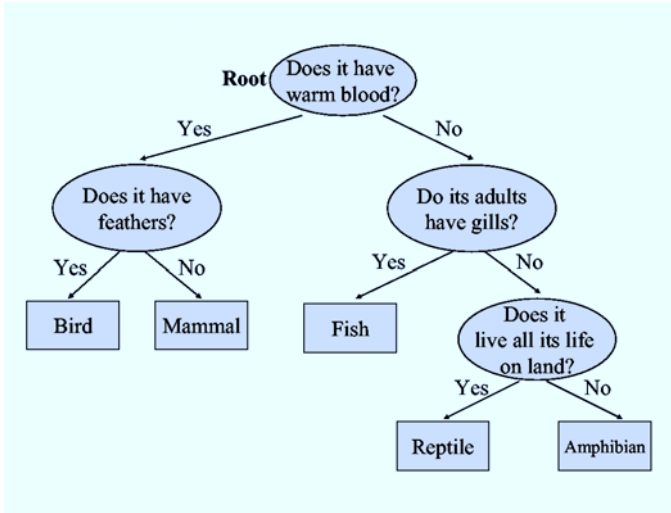 Root
Does it have
warm blood?
Yes
No
Does it have
feathers?
Do its adults
have gills?
Yes
No
Yes
No
Bird
Mammal
Fish
Does it
live all its life
on land?
Yes
No
Reptile
Amphibian